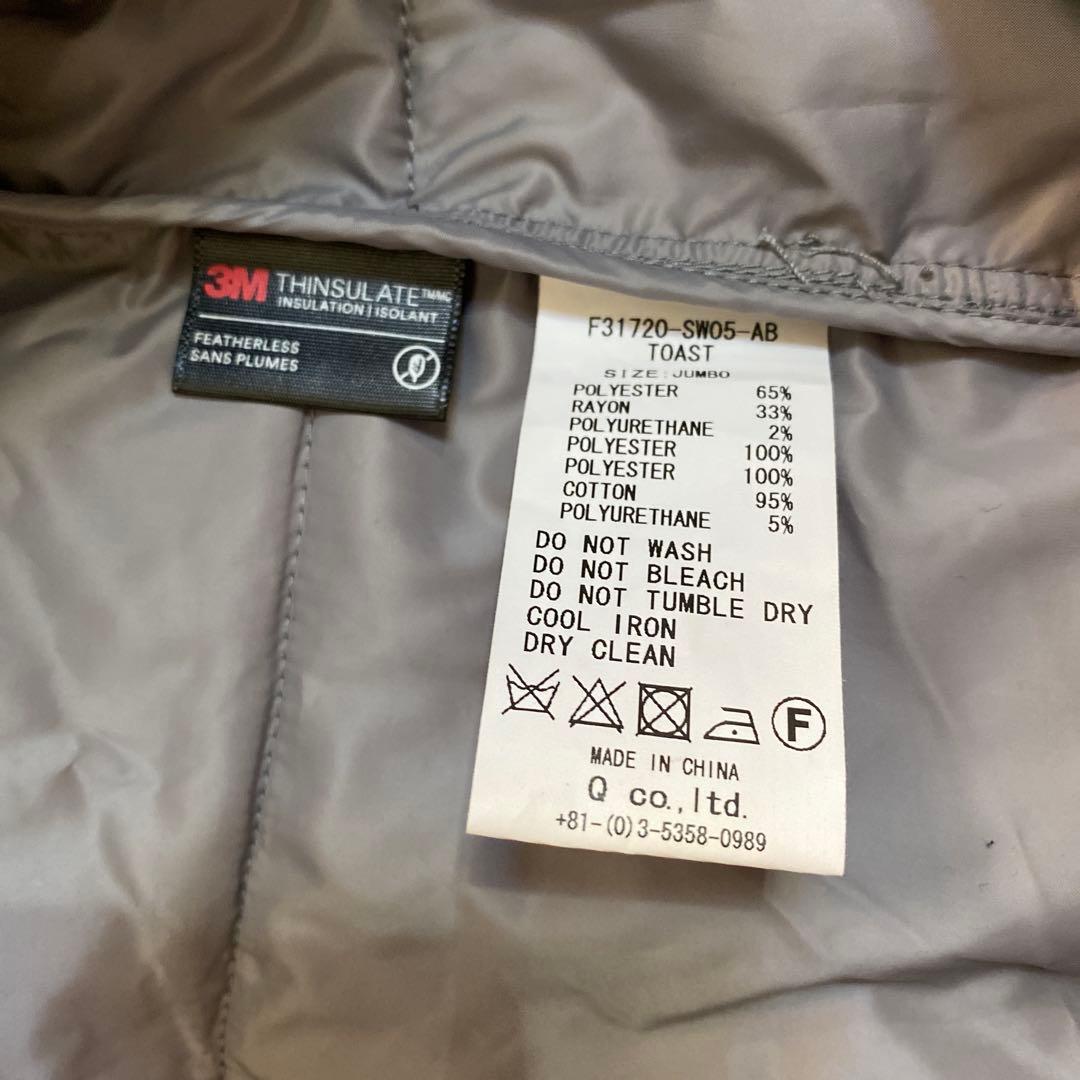 3M THINSULATE™/MC
INSULATION | ISOLANT
FEATHERLESS
SANS PLUMES
F31720-SW05-AB
TOAST
SIZE:JUMBO
POLYESTER 65%
RAYON 33%
POLYURETHANE 2%
POLYESTER 100%
POLYESTER 100%
COTTON 95%
POLYURETHANE 5%
DO NOT WASH
DO NOT BLEACH
DO NOT TUMBLE DRY
COOL IRON
DRY CLEAN
F
MADE IN CHINA
Q co.,ltd.
+81-(0)3-5358-0989